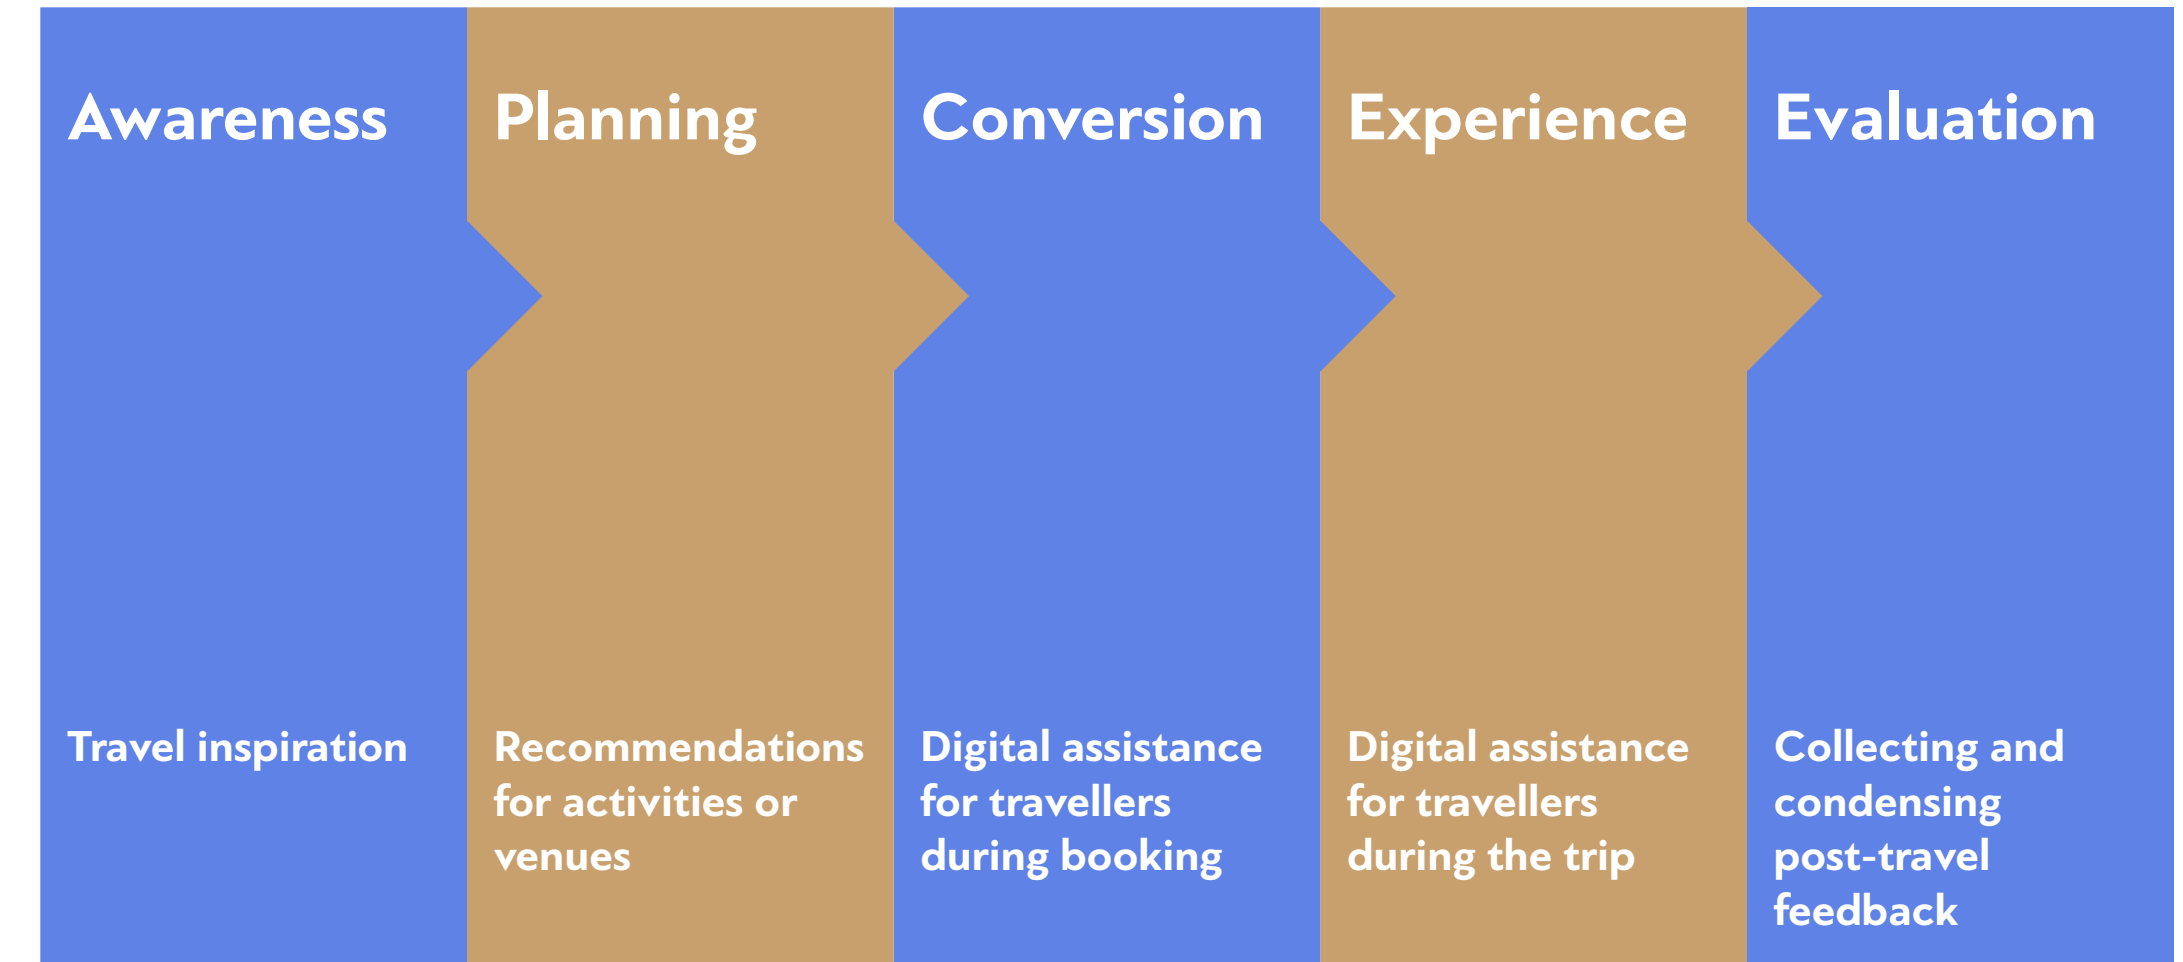 Awareness
Planning
Conversion
Experience
Evaluation
Travel inspiration
Recommendations
for activities or
venues
Digital assistance
for travellers
during booking
Digital assistance
for travellers
during the trip
Collecting and
condensing
post-travel
feedback